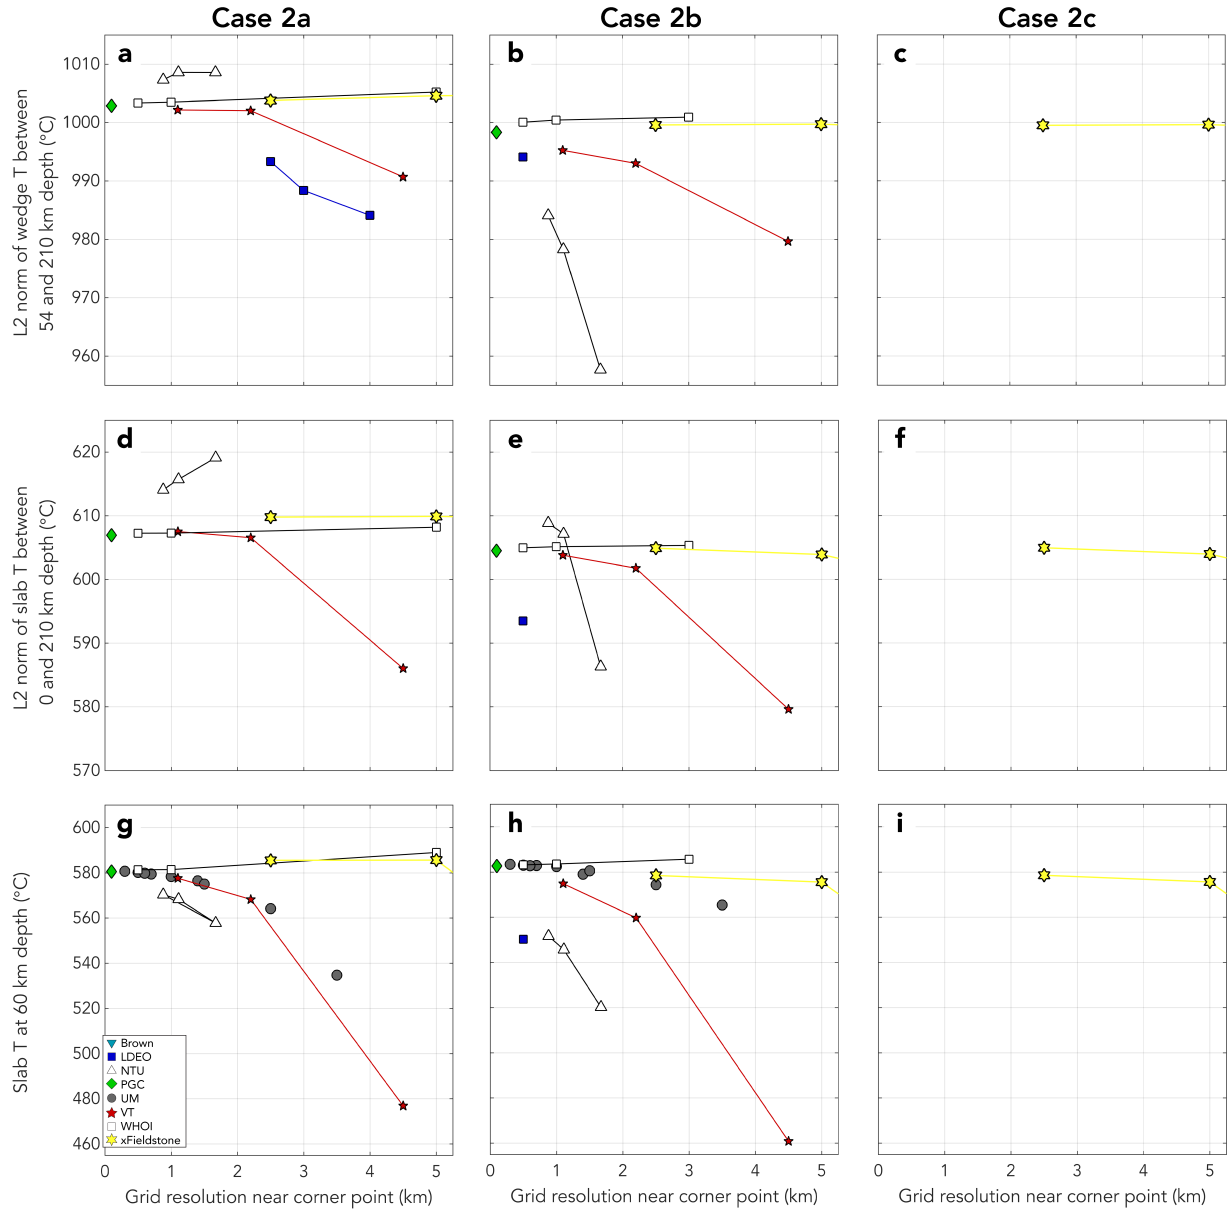 Case 2a
Case 2b
Case 2c
a
b
c
1010
1000
990
980
970
960
L2 norm of wedge T between
54 and 210 km depth (°C)
d
e
f
620
610
600
590
580
570
L2 norm of slab T between
0 and 210 km depth (°C)
g
h
i
600
580
560
540
520
500
480
460
Slab T at 60 km depth (°C)
Brown
LDEO
NTU
PGC
UM
VT
WHOI
xFieldstone
0 1 2 3 4 5
0 1 2 3 4 5
0 1 2 3 4 5
Grid resolution near corner point (km)
Grid resolution near corner point (km)
Grid resolution near corner point (km)